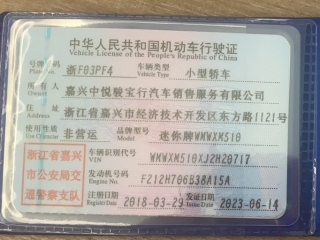 中华人民共和国机动车行驶证
Vehicle License of the People's Republic of China
号牌号码 Plate No. 浙F03PF4 车辆类型 Vehicle Type 小型轿车
所有人 Owner 嘉兴中悦骏宝行汽车销售服务有限公司
住址 Address 浙江省嘉兴市经济技术开发区东方路1121号
使用性质 Use Character 非营运 品牌型号 Model 迷你牌WMWXM510
浙江省嘉兴市公安局交通警察支队
车辆识别代号 VIN WMWXM510XJ2H20717
发动机号码 Engine No. F212H706B38A15A
注册日期 Register Date 2018-03-29 发证日期 Issue Date 2023-06-14